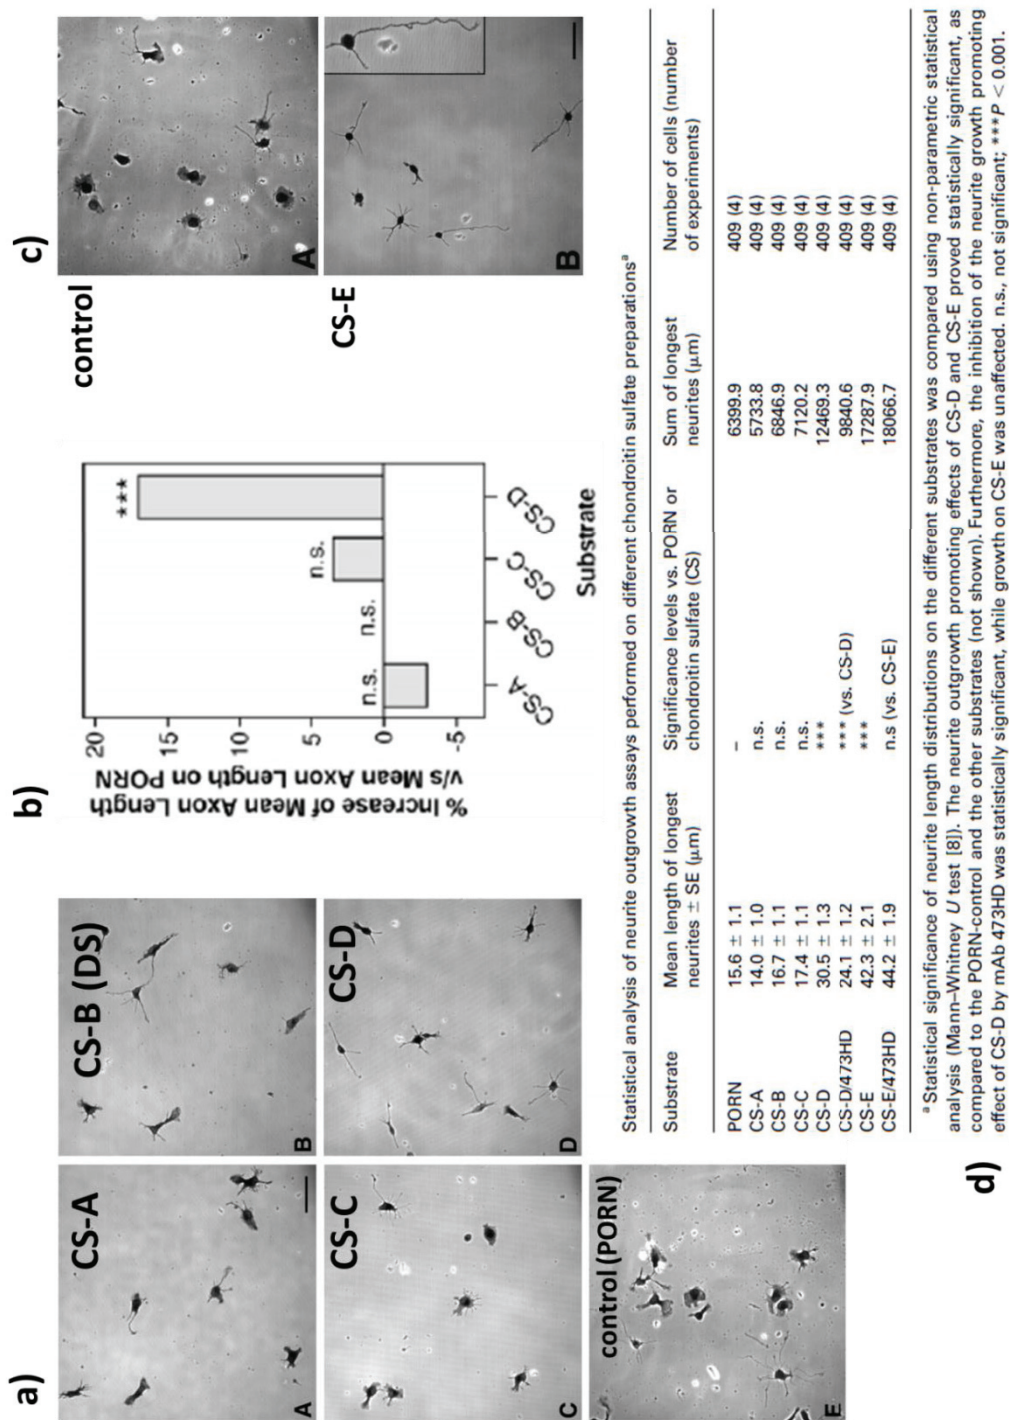 a)
CS-A
A
CS-B (DS)
B
CS-C
C
CS-D
D
control (PORN)
E
b)
% Increase of Mean Axon Length
v/s Mean Axon Length on PORN
20
15
10
5
0
-5
n.s.
n.s.
n.s.
***
CS-A
CS-B
CS-C
CS-D
Substrate
c)
control
A
CS-E
B
Statistical analysis of neurite outgrowth assays performed on different chondroitin sulfate preparationsa
Substrate Mean length of longest neurites ± SE (μm) Significance levels vs. PORN or chondroitin sulfate (CS) Sum of longest neurites (μm) Number of cells (number of experiments)
PORN 15.6 ± 1.1 – 6399.9 409 (4)
CS-A 14.0 ± 1.0 n.s. 5733.8 409 (4)
CS-B 16.7 ± 1.1 n.s. 6846.9 409 (4)
CS-C 17.4 ± 1.1 n.s. 7120.2 409 (4)
CS-D 30.5 ± 1.3 *** 12469.3 409 (4)
CS-D/473HD 24.1 ± 1.2 *** (vs. CS-D) 9840.6 409 (4)
CS-E 42.3 ± 2.1 *** 17287.9 409 (4)
CS-E/473HD 44.2 ± 1.9 n.s (vs. CS-E) 18066.7 409 (4)
a Statistical significance of neurite length distributions on the different substrates was compared using non-parametric statistical
analysis (Mann–Whitney U test [8]). The neurite outgrowth promoting effects of CS-D and CS-E proved statistically significant, as
compared to the PORN-control and the other substrates (not shown). Furthermore, the inhibition of the neurite growth promoting
effect of CS-D by mAb 473HD was statistically significant, while growth on CS-E was unaffected. n.s., not significant; ***P < 0.001.
d)